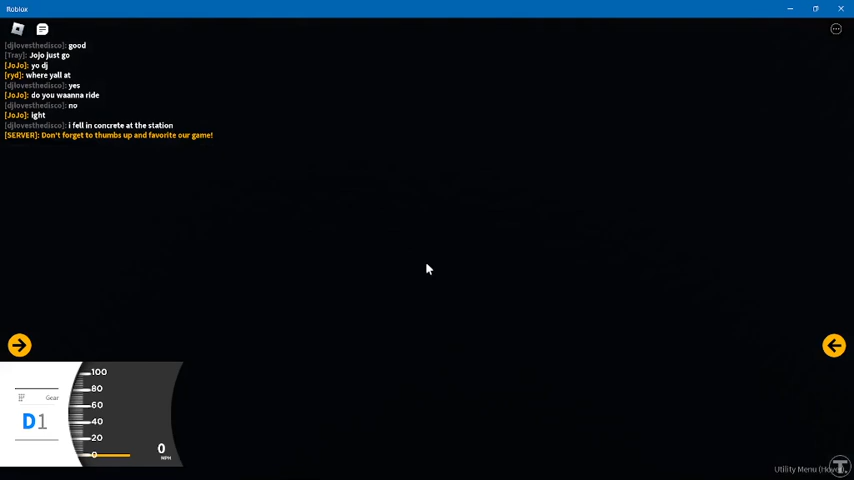 Roblox
[djlovesthedisco]: good
[Tray]: Jojo just go
[JoJo]: yo dj
[ryd]: where yall at
[djlovesthedisco]: yes
[JoJo]: do you waanna ride
[djlovesthedisco]: no
[JoJo]: ight
[djlovesthedisco]: i fell in concrete at the station
[SERVER]: Don't forget to thumbs up and favorite our game!
100
80
Gear
60
D1
40
20
0
0
MPH
Utility Menu (Hover)
T.